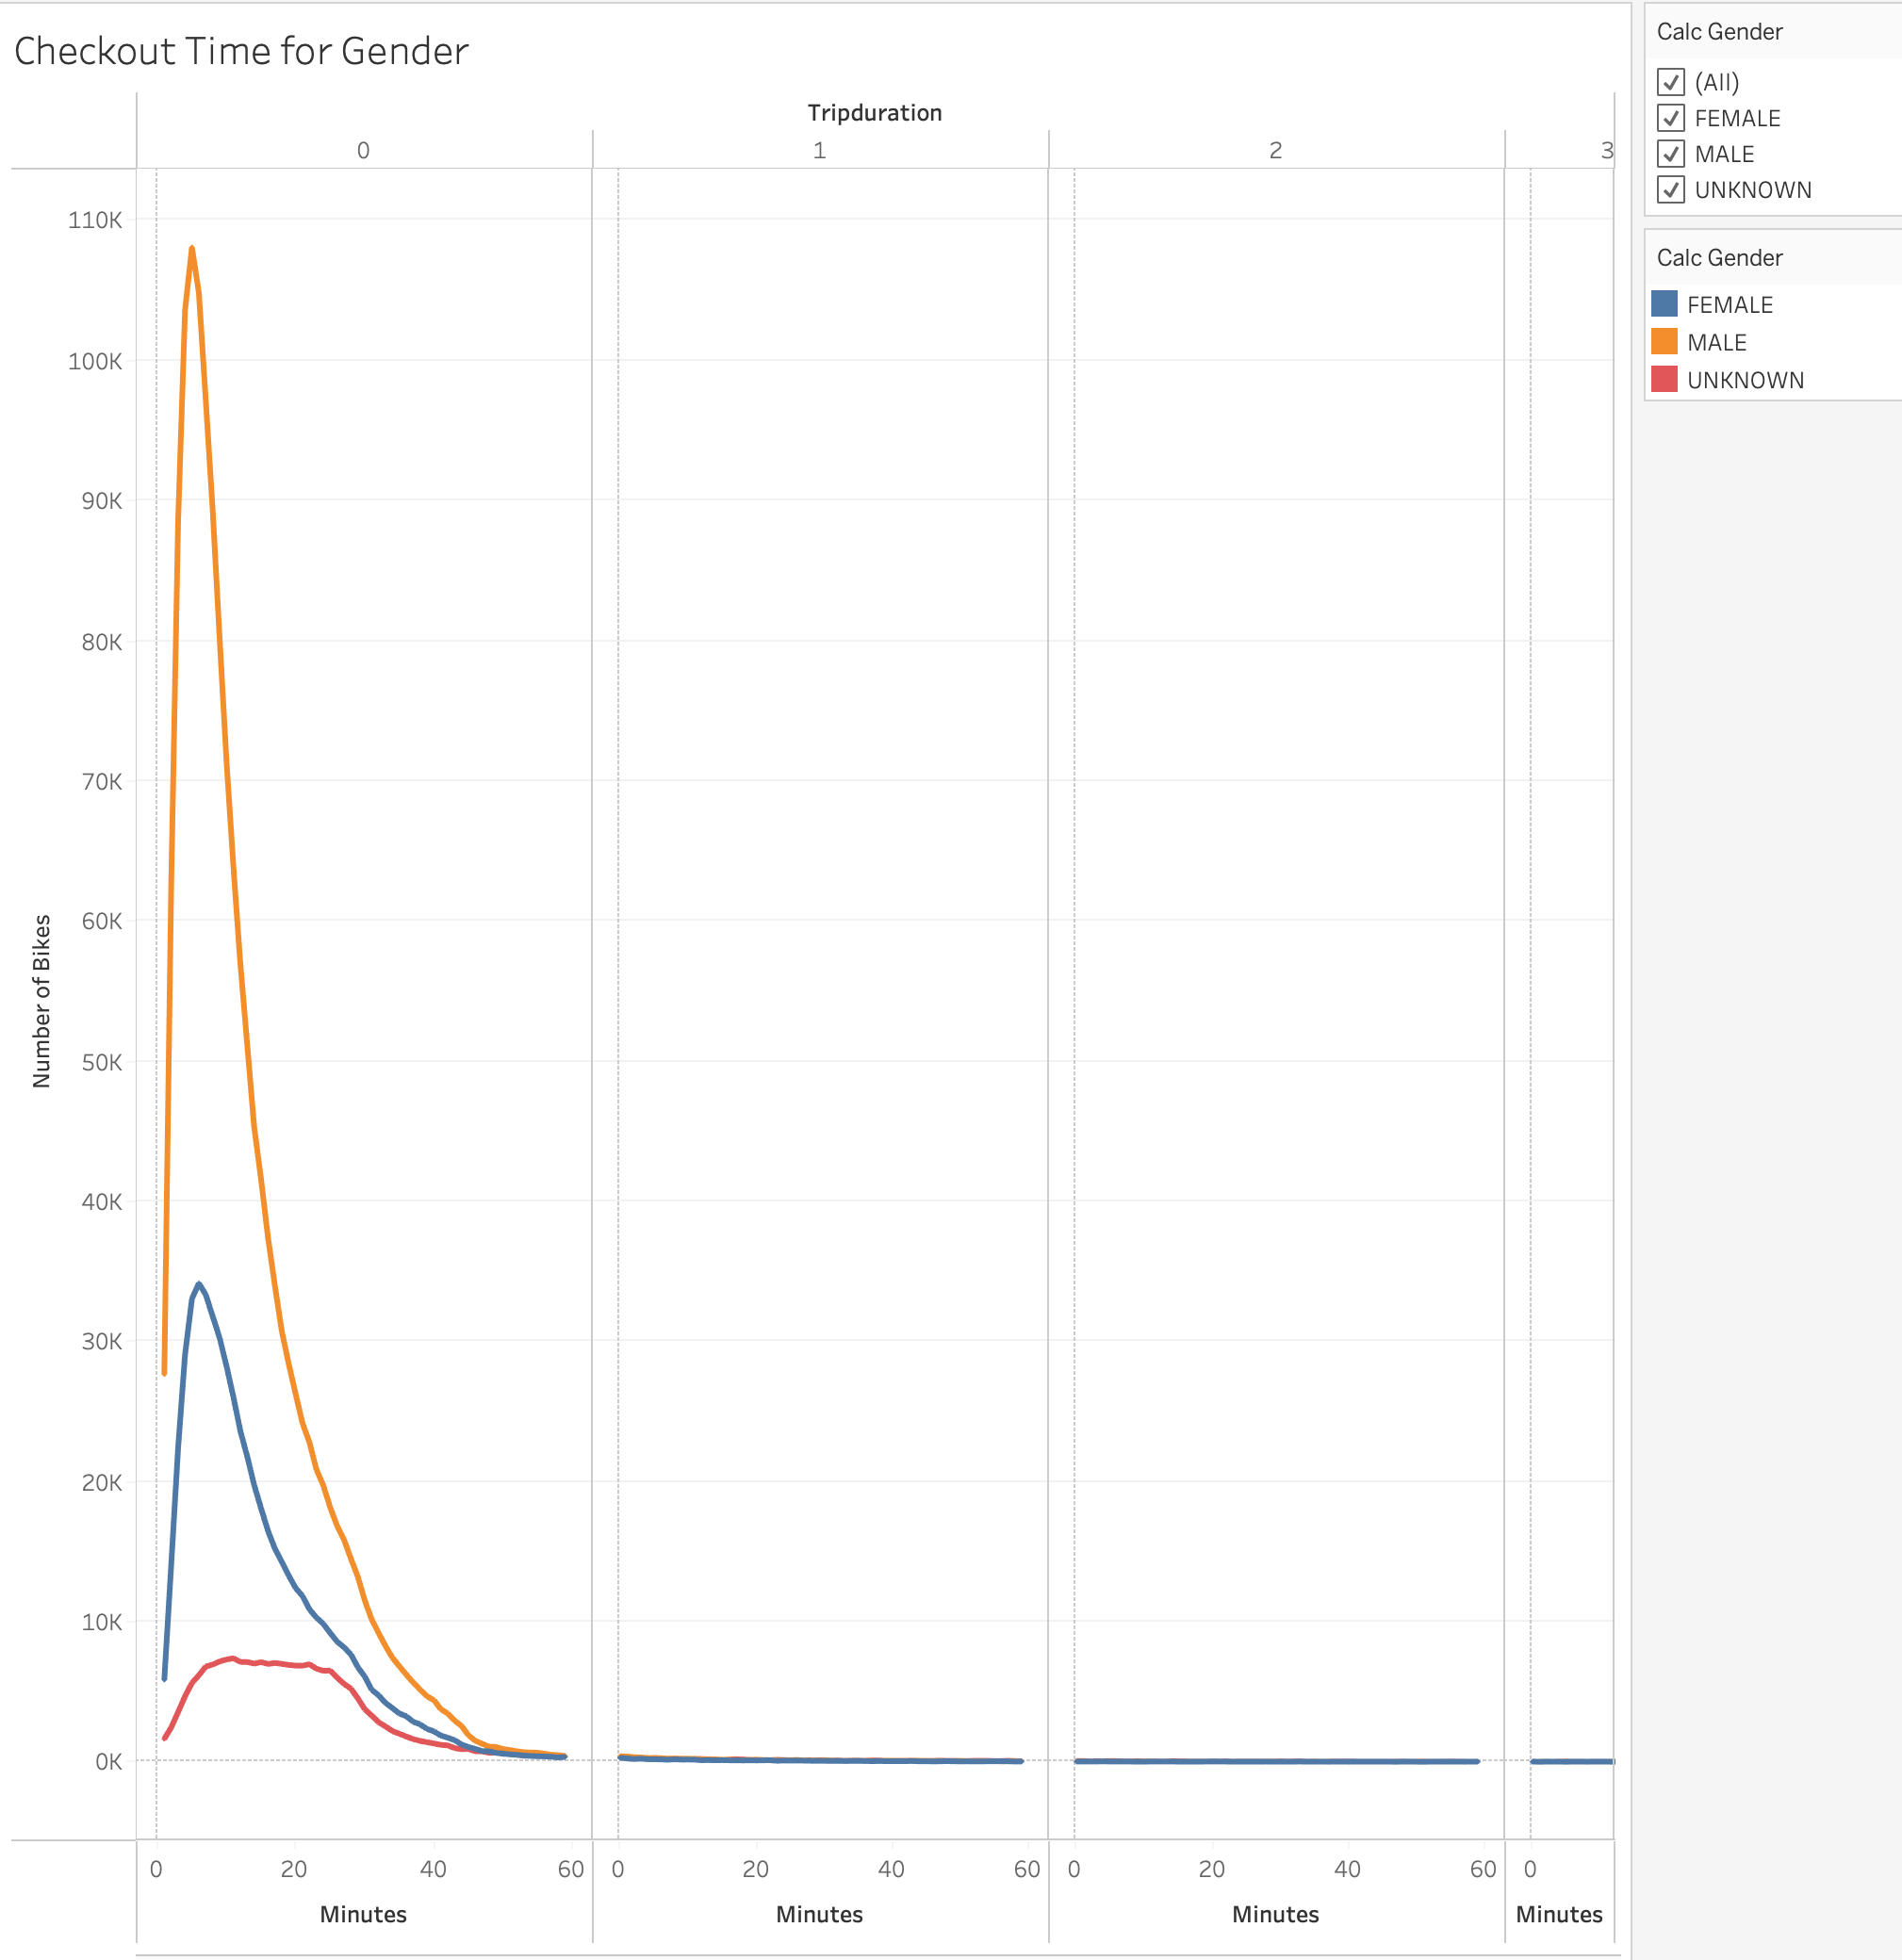 Checkout Time for Gender
Tripduration
0 1 2 3
110K
100K
90K
80K
70K
60K
50K
40K
30K
20K
10K
0K
Number of Bikes
0 20 40 60 0 20 40 60 0 20 40 60 0
Minutes Minutes Minutes Minutes
Calc Gender
(All)
FEMALE
MALE
UNKNOWN
Calc Gender
FEMALE
MALE
UNKNOWN